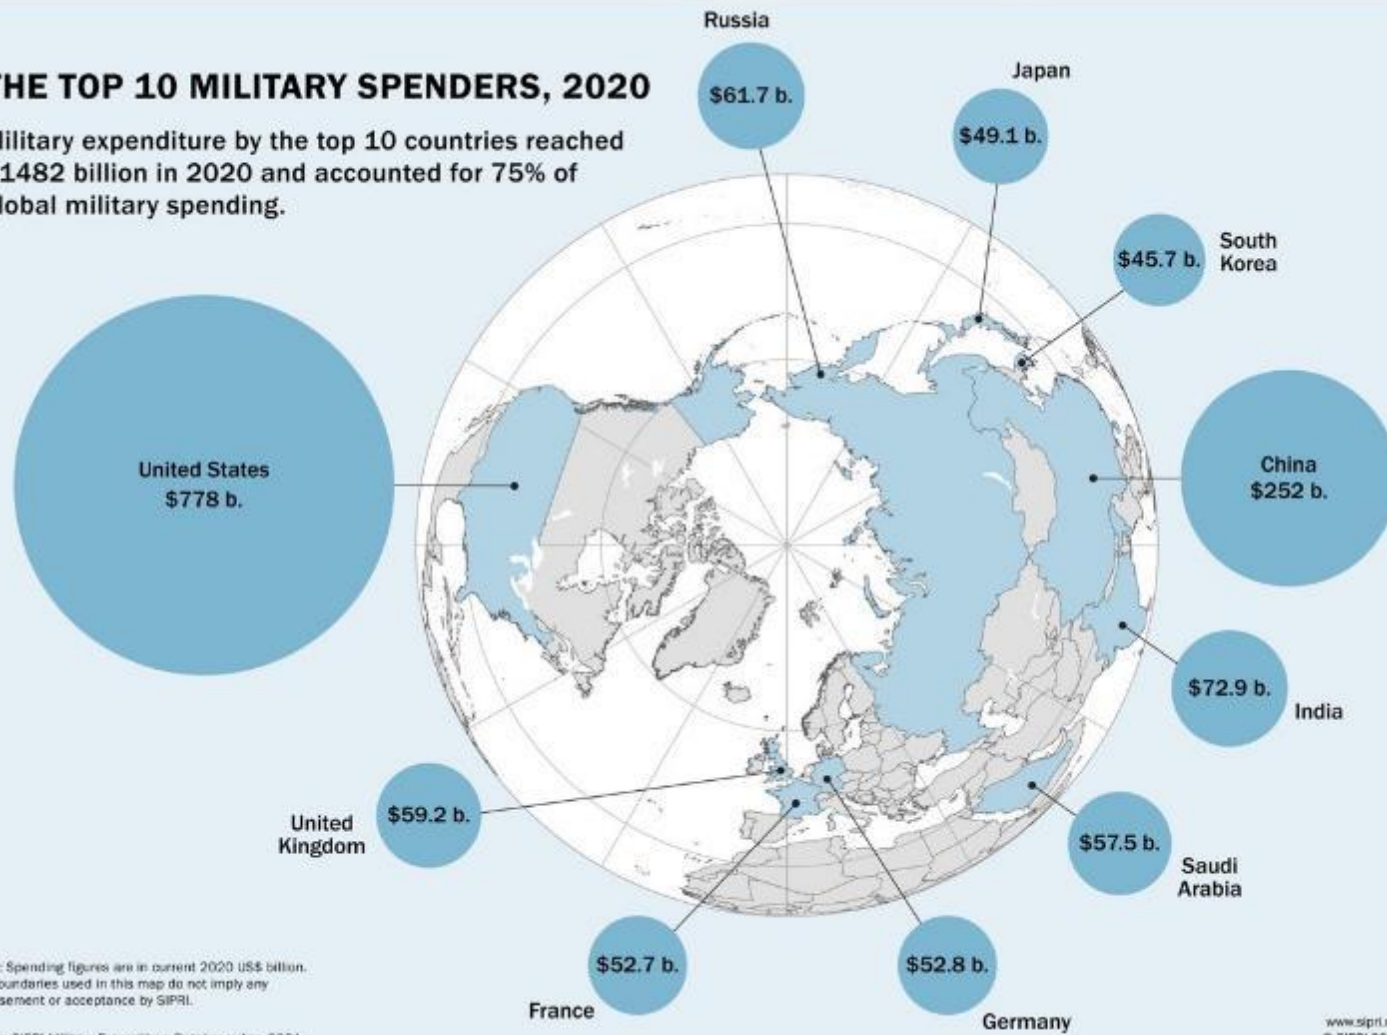 THE TOP 10 MILITARY SPENDERS, 2020
Military expenditure by the top 10 countries reached
1482 billion in 2020 and accounted for 75% of
global military spending.
Russia
$61.7 b.
Japan
$49.1 b.
$45.7 b.
South
Korea
United States
$778 b.
China
$252 b.
$72.9 b.
India
$59.2 b.
United
Kingdom
$57.5 b.
Saudi
Arabia
$52.7 b.
France
$52.8 b.
Germany
: Spending figures are in current 2020 US$ billion.
oundaries used in this map do not imply any
sement or acceptance by SIPRI.
www.sipri.